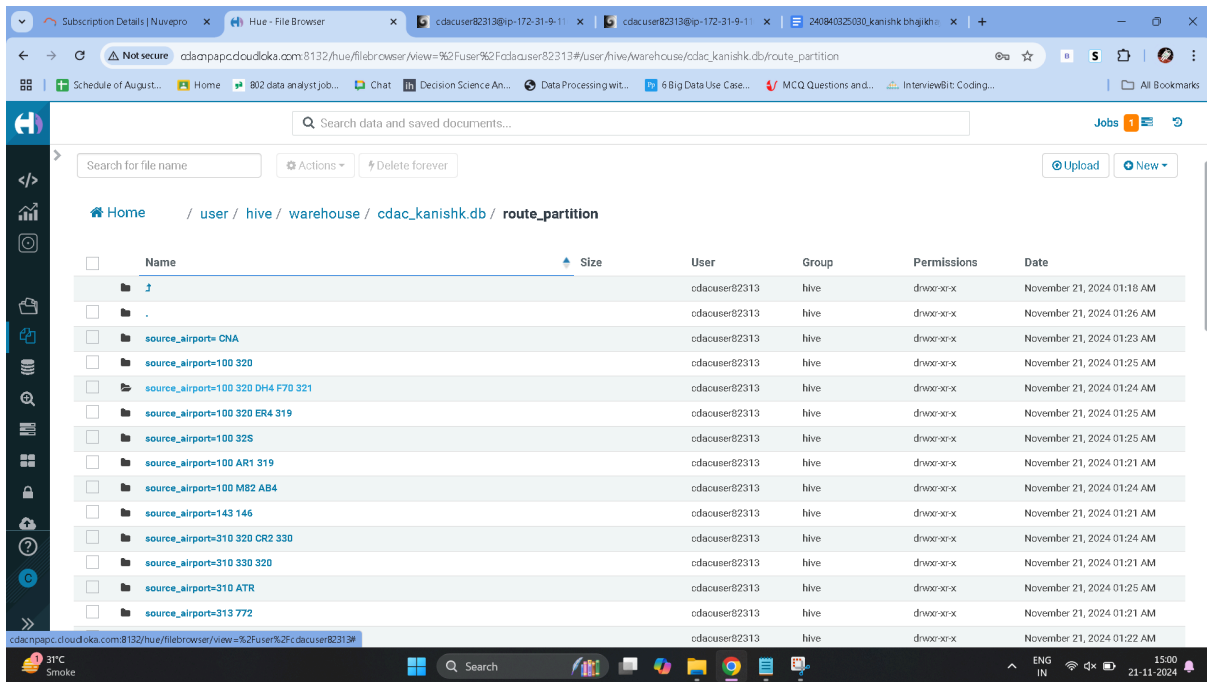 Subscription Details | Nuvepro
Hue - File Browser
cdacuser82313@ip-172-31-9-11
cdacuser82313@ip-172-31-9-11
240840325030_kanishk bhajikha
Not secure cdacnpapc.cloudloka.com:8132/hue/filebrowser/view=%2Fuser%2Fcdacuser82313#/user/hive/warehouse/cdac_kanishk.db/route_partition
Schedule of August... Home 802 data analyst job... Chat Decision Science An... Data Processing wit... 6 Big Data Use Case... MCQ Questions and... InterviewBit: Coding... All Bookmarks
Search data and saved documents...
Jobs 1
Search for file name Actions Delete forever Upload New
Home / user / hive / warehouse / cdac_kanishk.db / route_partition
Name Size User Group Permissions Date
cdacuser82313 hive drwxr-xr-x November 21, 2024 01:18 AM
. cdacuser82313 hive drwxr-xr-x November 21, 2024 01:26 AM
source_airport= CNA cdacuser82313 hive drwxr-xr-x November 21, 2024 01:23 AM
source_airport=100 320 cdacuser82313 hive drwxr-xr-x November 21, 2024 01:25 AM
source_airport=100 320 DH4 F70 321 cdacuser82313 hive drwxr-xr-x November 21, 2024 01:24 AM
source_airport=100 320 ER4 319 cdacuser82313 hive drwxr-xr-x November 21, 2024 01:25 AM
source_airport=100 32S cdacuser82313 hive drwxr-xr-x November 21, 2024 01:25 AM
source_airport=100 AR1 319 cdacuser82313 hive drwxr-xr-x November 21, 2024 01:21 AM
source_airport=100 M82 AB4 cdacuser82313 hive drwxr-xr-x November 21, 2024 01:24 AM
source_airport=143 146 cdacuser82313 hive drwxr-xr-x November 21, 2024 01:21 AM
source_airport=310 320 CR2 330 cdacuser82313 hive drwxr-xr-x November 21, 2024 01:24 AM
source_airport=310 330 320 cdacuser82313 hive drwxr-xr-x November 21, 2024 01:21 AM
source_airport=310 ATR cdacuser82313 hive drwxr-xr-x November 21, 2024 01:25 AM
source_airport=313 772 cdacuser82313 hive drwxr-xr-x November 21, 2024 01:21 AM
cdacuser82313 hive drwxr-xr-x November 21, 2024 01:22 AM
cdacnpapc.cloudloka.com:8132/hue/filebrowser/view=%2Fuser%2Fcdacuser82313#
C
1
31°C
Smoke
Search
ENG
IN
15:00
21-11-2024